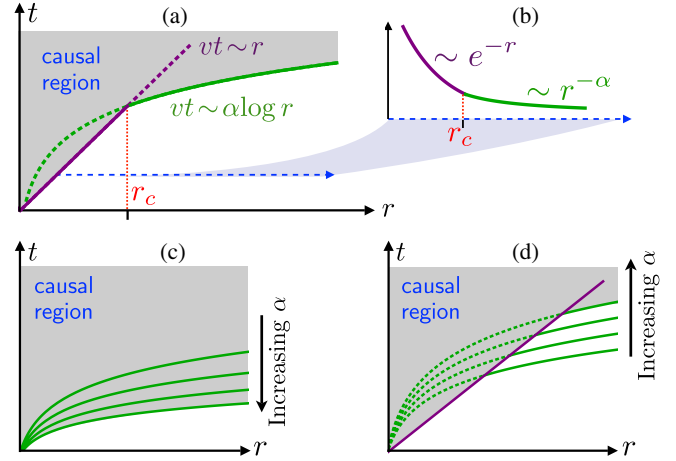 (a)
t
causal
region
vt ∼ r
vt ∼ α log r
r_c
r
(b)
∼ e^{−r}
∼ r^{−α}
r_c
(c)
t
causal
region
Increasing α
r
(d)
t
causal
region
Increasing α
r